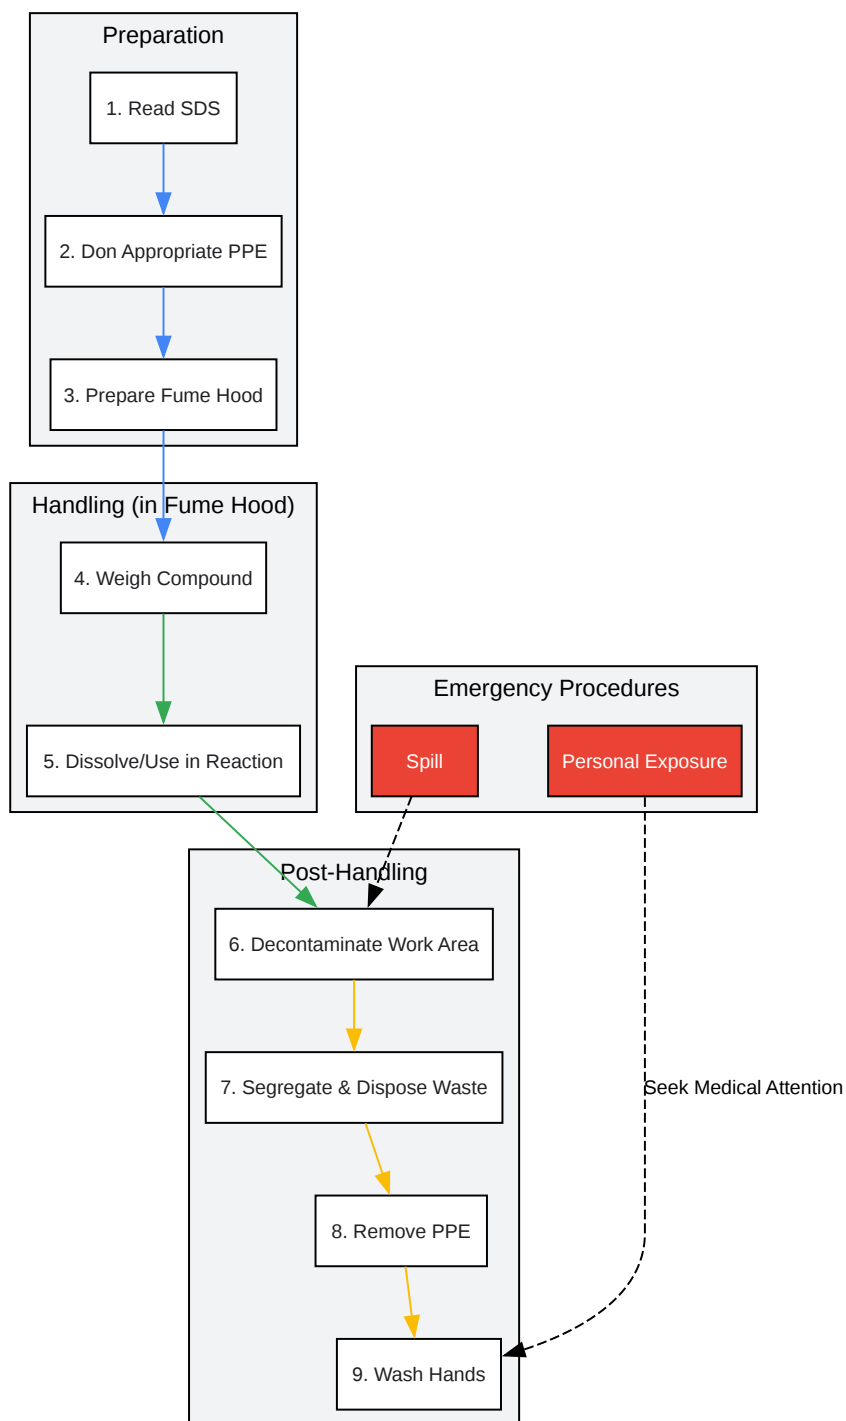 Preparation
1. Read SDS
2. Don Appropriate PPE
3. Prepare Fume Hood
Handling (in Fume Hood)
4. Weigh Compound
5. Dissolve/Use in Reaction
Emergency Procedures
Spill
Personal Exposure
Post-Handling
6. Decontaminate Work Area
7. Segregate & Dispose Waste
Seek Medical Attention
8. Remove PPE
9. Wash Hands